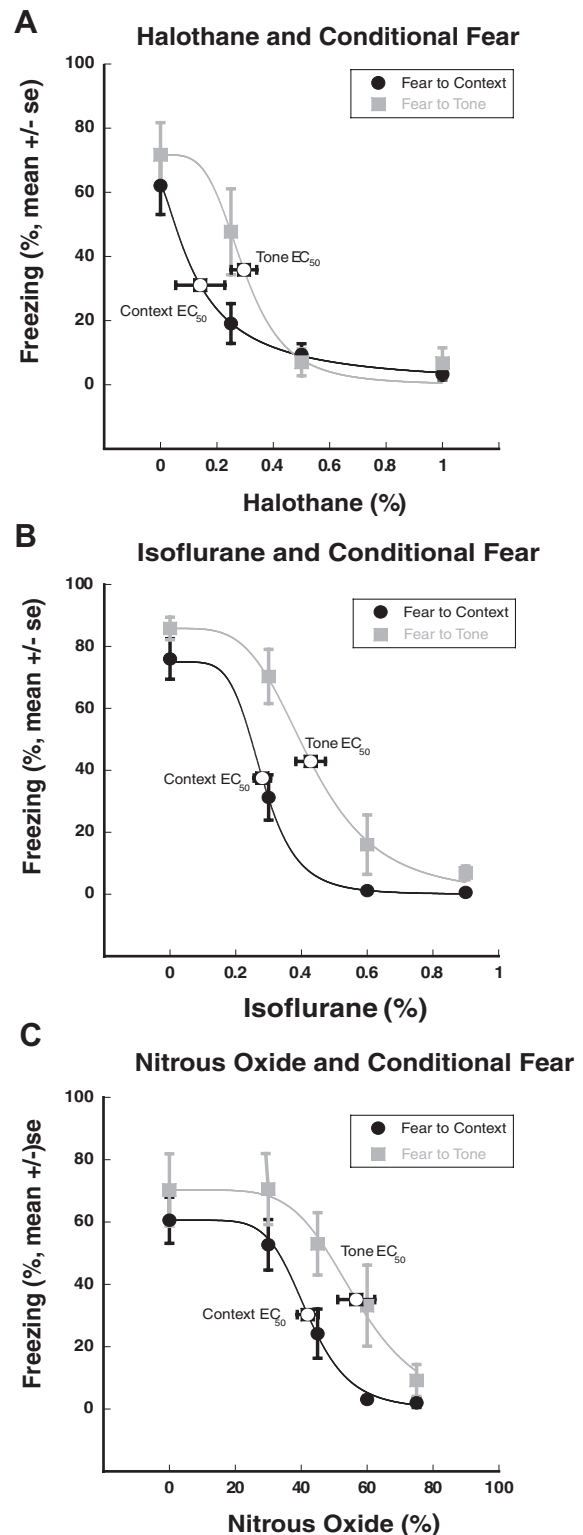 A
Halothane and Conditional Fear
100
80
60
40
20
0
Freezing (%, mean +/- se)
Fear to Context
Fear to Tone
Tone EC50
Context EC50
0 0.2 0.4 0.6 0.8 1
Halothane (%)
B
Isoflurane and Conditional Fear
100
80
60
40
20
0
Freezing (%, mean +/- se)
Fear to Context
Fear to Tone
Tone EC50
Context EC50
0 0.2 0.4 0.6 0.8 1
Isoflurane (%)
C
Nitrous Oxide and Conditional Fear
100
80
60
40
20
0
Freezing (%, mean +/-)se
Fear to Context
Fear to Tone
Tone EC50
Context EC50
0 20 40 60 80 100
Nitrous Oxide (%)